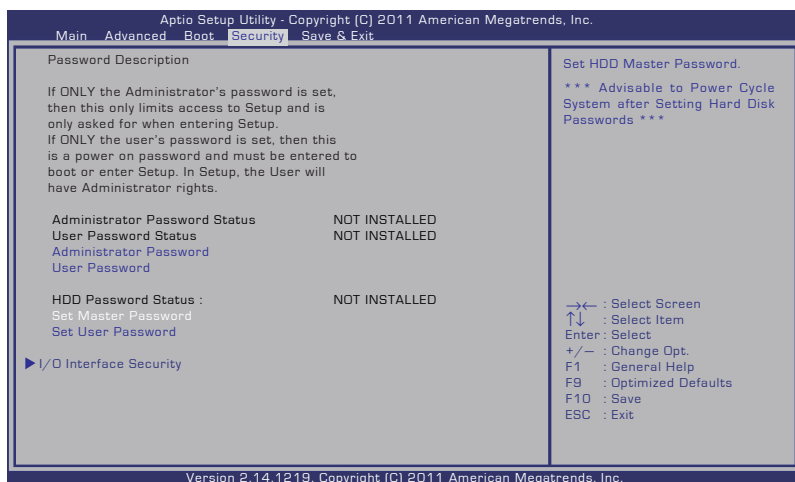 Aptio Setup Utility - Copyright (C) 2011 American Megatrends, Inc.
Main Advanced Boot Security Save & Exit
Password Description
If ONLY the Administrator's password is set,
then this only limits access to Setup and is
only asked for when entering Setup.
If ONLY the user's password is set, then this
is a power on password and must be entered to
boot or enter Setup. In Setup, the User will
have Administrator rights.
Administrator Password Status NOT INSTALLED
User Password Status NOT INSTALLED
Administrator Password
User Password
HDD Password Status : NOT INSTALLED
Set Master Password
Set User Password
I/O Interface Security
Set HDD Master Password.
*** Advisable to Power Cycle
System after Setting Hard Disk
Passwords ***
→← : Select Screen
↑↓ : Select Item
Enter : Select
+/— : Change Opt.
F1 : General Help
F9 : Optimized Defaults
F10 : Save
ESC : Exit
Version 2.14.1219. Copyright (C) 2011 American Megatrends, Inc.